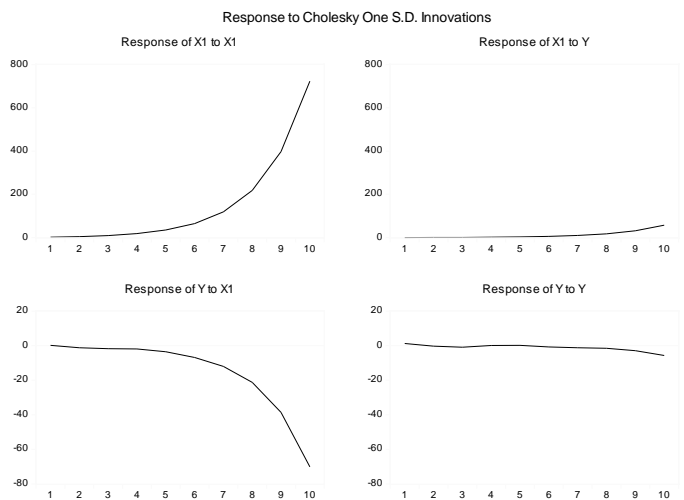 Response to Cholesky One S.D. Innovations
Response of X1 to X1
800
600
400
200
0
1 2 3 4 5 6 7 8 9 10
Response of X1 to Y
800
600
400
200
0
1 2 3 4 5 6 7 8 9 10
Response of Y to X1
20
0
-20
-40
-60
-80
1 2 3 4 5 6 7 8 9 10
Response of Y to Y
20
0
-20
-40
-60
-80
1 2 3 4 5 6 7 8 9 10